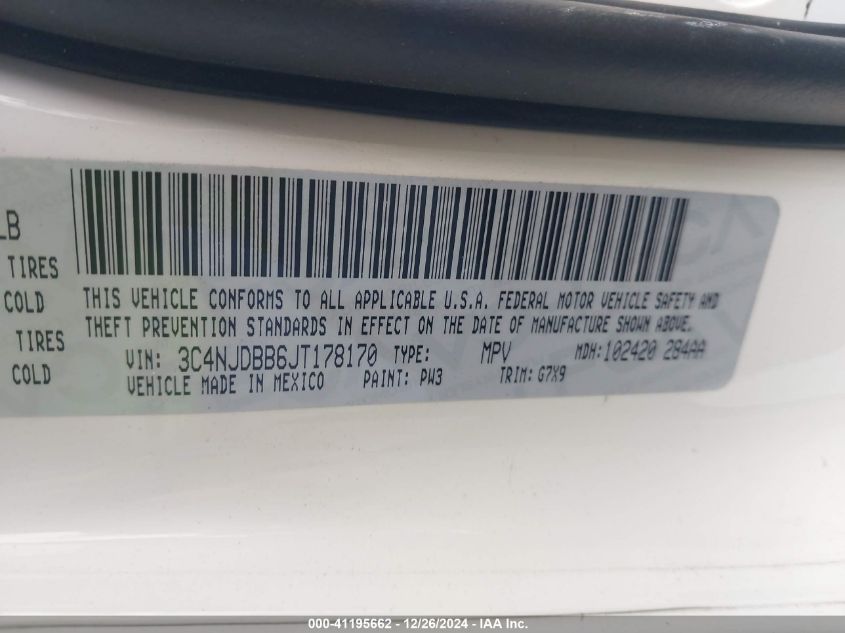 LB
TIRES
COLD
TIRES
COLD
THIS VEHICLE CONFORMS TO ALL APPLICABLE U.S.A. FEDERAL MOTOR VEHICLE SAFETY AND
THEFT PREVENTION STANDARDS IN EFFECT ON THE DATE OF MANUFACTURE SHOWN ABOVE.
VIN: 3C4NJDBB6JT178170 TYPE: MPV MDH:102420 284AA
VEHICLE MADE IN MEXICO PAINT: PW3 TRIM: G7X9
000-41195662 - 12/26/2024 - IAA Inc.